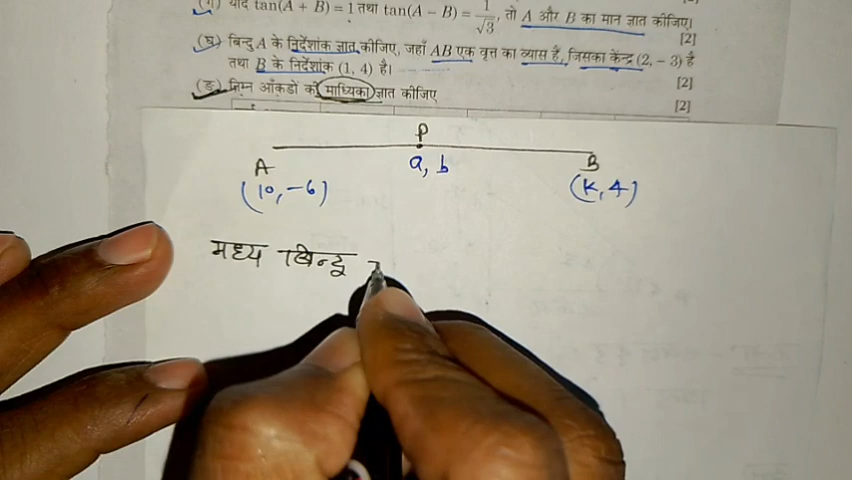 (ग) यदि tan(A + B) = 1 तथा tan(A − B) = 1/√3, तो A और B का मान ज्ञात कीजिए।
[2]
(घ) बिन्दु A के निर्देशांक ज्ञात कीजिए, जहाँ AB एक वृत्त का व्यास है, जिसका केन्द्र (2, − 3) है
तथा B के निर्देशांक (1, 4) है।
[2]
(ङ) निम्न आँकडों को माध्यिका ज्ञात कीजिए
[2]
P
A a, b B
(10, −6) (K, 4)
मध्य बिन्दू